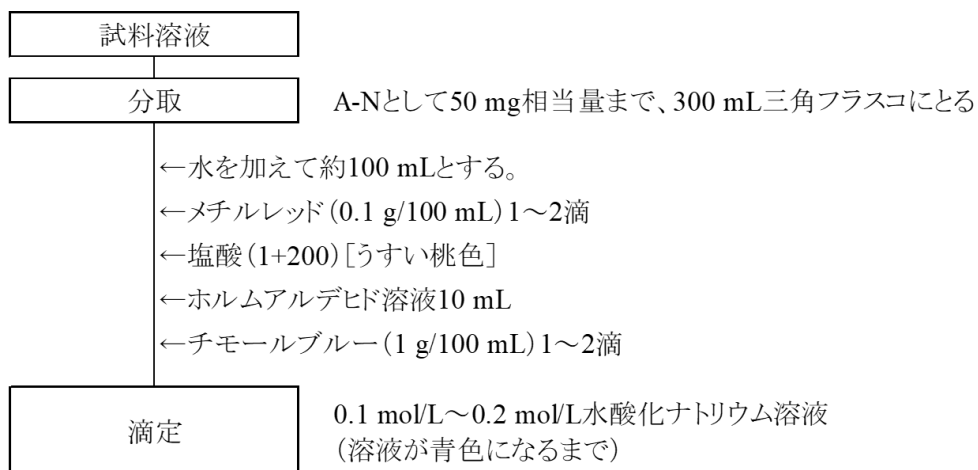 試料溶液
分取
A-Nとして50 mg相当量まで、300 mL三角フラスコにとる
←水を加えて約100 mLとする。
←メチルレッド(0.1 g/100 mL)1~2滴
←塩酸(1+200)[うすい桃色]
←ホルムアルデヒド溶液10 mL
←チモールブルー(1 g/100 mL)1~2滴
滴定
0.1 mol/L~0.2 mol/L水酸化ナトリウム溶液
(溶液が青色になるまで)